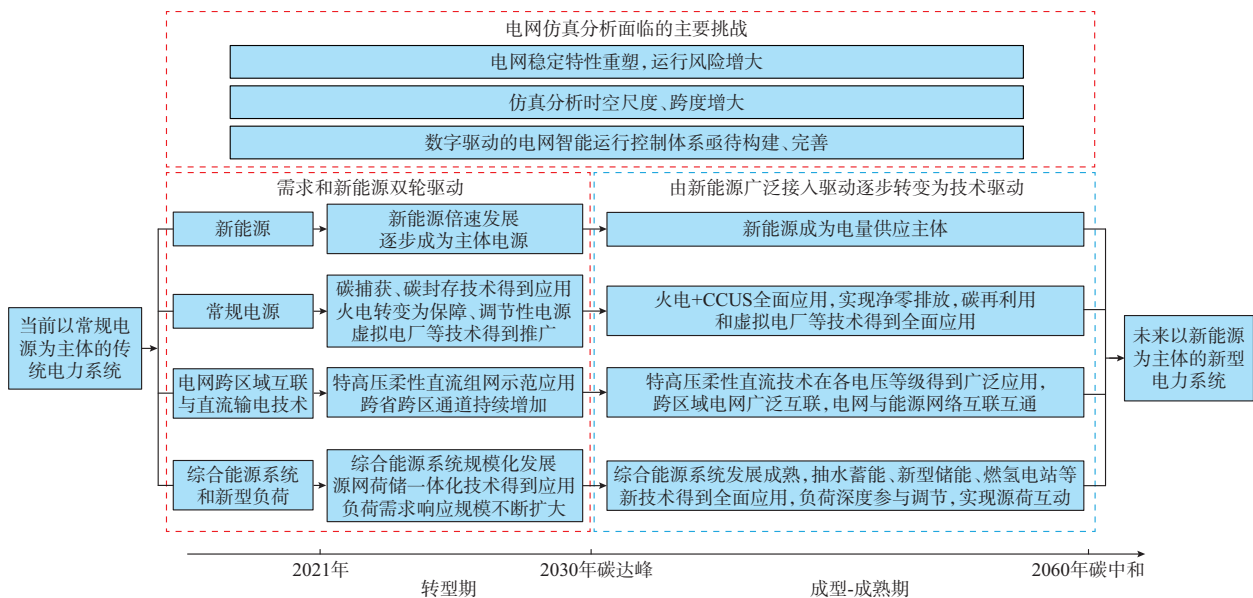 电网仿真分析面临的主要挑战
电网稳定特性重塑，运行风险增大
仿真分析时空尺度、跨度增大
数字驱动的电网智能运行控制体系亟待构建、完善
需求和新能源双轮驱动
由新能源广泛接入驱动逐步转变为技术驱动
当前以常规电
源为主体的传
统电力系统
新能源
新能源倍速发展
逐步成为主体电源
新能源成为电量供应主体
常规电源
碳捕获、碳封存技术得到应用
火电转变为保障、调节性电源
虚拟电厂等技术得到推广
火电+CCUS全面应用，实现净零排放，碳再利用
和虚拟电厂等技术得到全面应用
电网跨区域互联
与直流输电技术
特高压柔性直流组网示范应用
跨省跨区通道持续增加
特高压柔性直流技术在各电压等级得到广泛应用，
跨区域电网广泛互联，电网与能源网络互联互通
综合能源系统
和新型负荷
综合能源系统规模化发展
源网荷储一体化技术得到应用
负荷需求响应规模不断扩大
综合能源系统发展成熟，抽水蓄能、新型储能、燃氢电站等
新技术得到全面应用，负荷深度参与调节，实现源荷互动
未来以新能源
为主体的新型
电力系统
2021年
2030年碳达峰
2060年碳中和
转型期
成型-成熟期